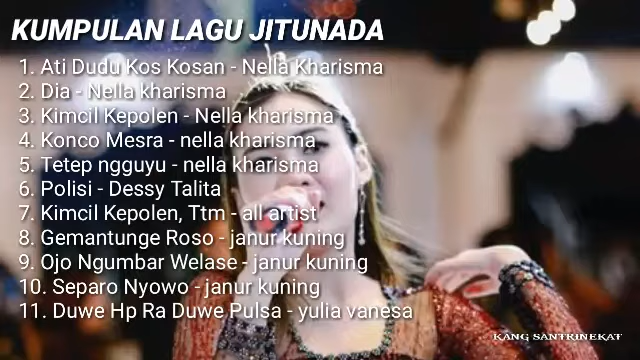 KUMPULAN LAGU JITUNADA
1. Ati Dudu Kos Kosan - Nella Kharisma
2. Dia - Nella kharisma
3. Kimcil Kepolen - Nella kharisma
4. Konco Mesra - nella kharisma
5. Tetep ngguyu - nella kharisma
6. Polisi - Dessy Talita
7. Kimcil Kepolen, Ttm - all artist
8. Gemantunge Roso - janur kuning
9. Ojo Ngumbar Welase - janur kuning
10. Separo Nyowo - janur kuning
11. Duwe Hp Ra Duwe Pulsa - yulia vanesa
KANG SANTRINEKAT